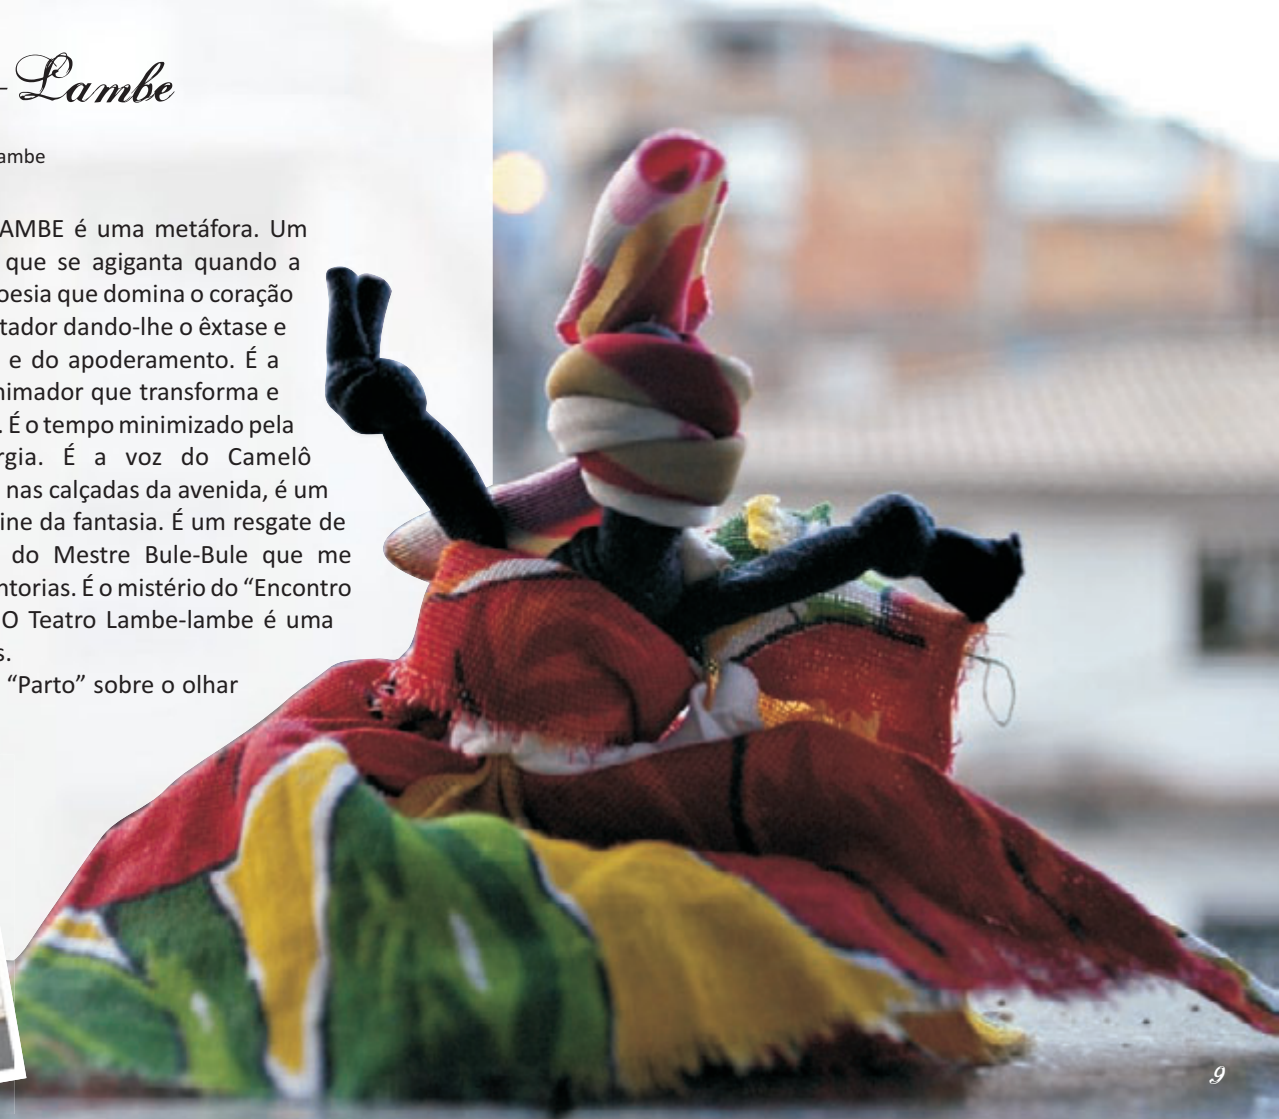 - Lambe
ambe
AMBE é uma metáfora. Um
que se agiganta quando a
oesia que domina o coração
tador dando-lhe o êxtase e
e do apoderamento. É a
nimador que transforma e
. É o tempo minimizado pela
rgia. É a voz do Camelô
nas calçadas da avenida, é um
ine da fantasia. É um resgate de
do Mestre Bule-Bule que me
ntorias. É o mistério do “Encontro
O Teatro Lambe-lambe é uma
s.
“Parto” sobre o olhar
9